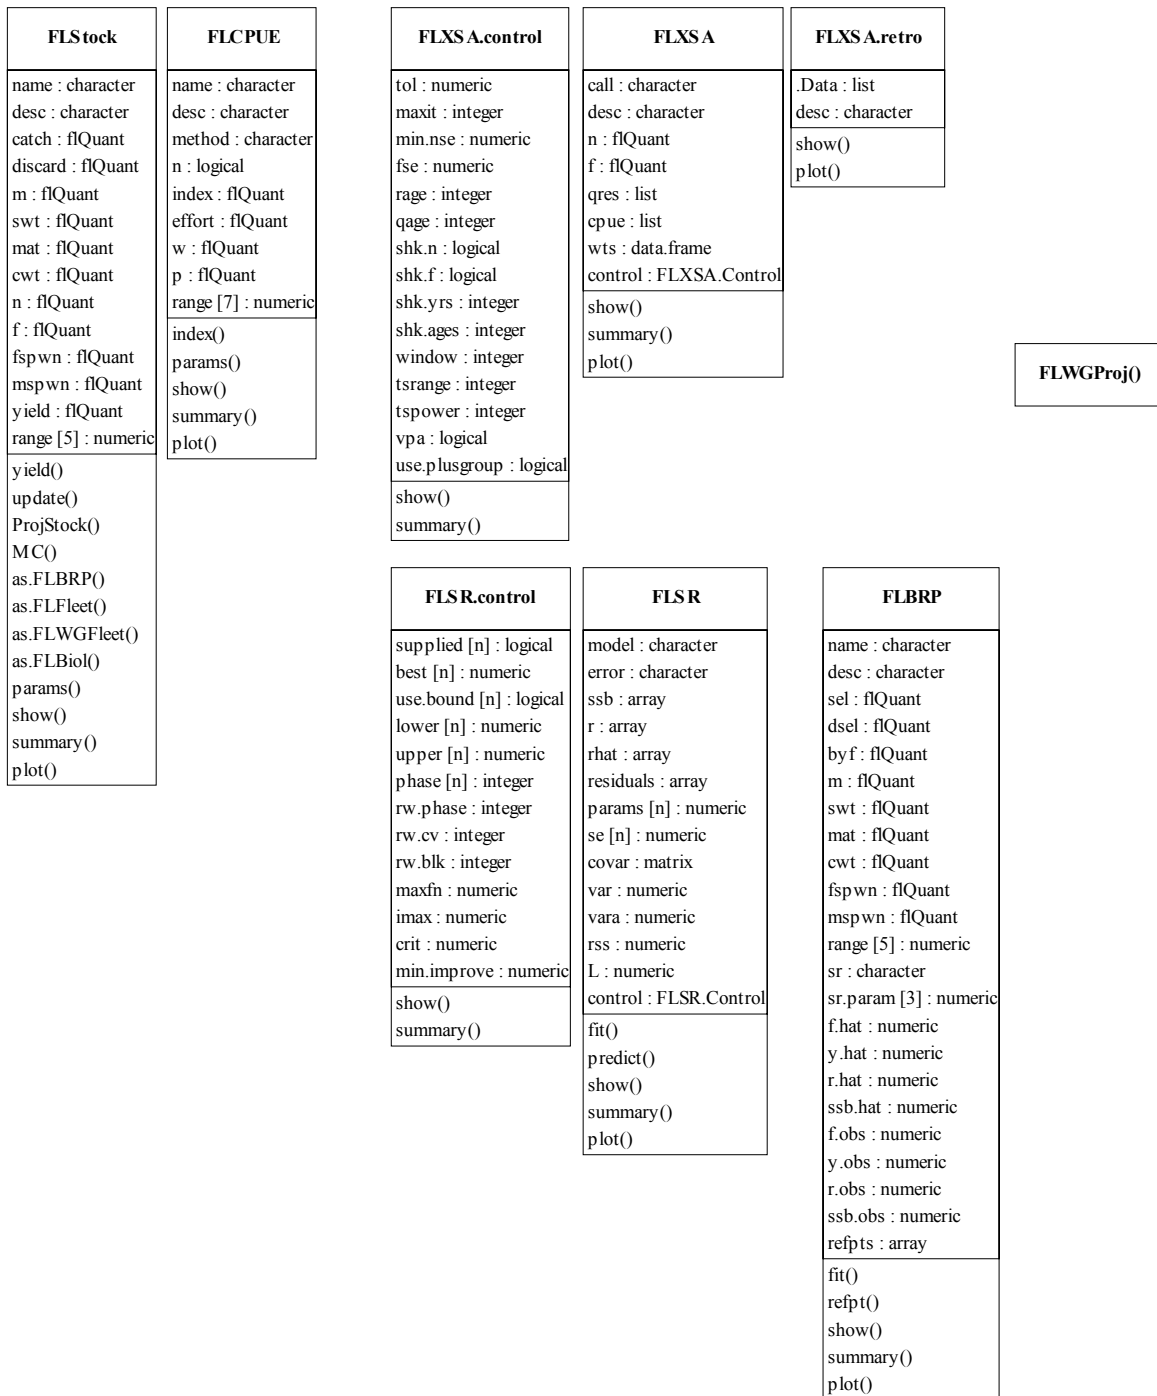 FLStock
name : character
desc : character
catch : flQuant
discard : flQuant
m : flQuant
swt : flQuant
mat : flQuant
cwt : flQuant
n : flQuant
f : flQuant
fspwn : flQuant
mspwn : flQuant
yield : flQuant
range [5] : numeric
yield()
update()
ProjStock()
MC()
as.FLBRP()
as.FLFleet()
as.FLWGFleet()
as.FLBiol()
params()
show()
summary()
plot()
FLCPUE
name : character
desc : character
method : character
n : logical
index : flQuant
effort : flQuant
w : flQuant
p : flQuant
range [7] : numeric
index()
params()
show()
summary()
plot()
FLXSA.control
tol : numeric
maxit : integer
min.nse : numeric
fse : numeric
rage : integer
qage : integer
shk.n : logical
shk.f : logical
shk.yrs : integer
shk.ages : integer
window : integer
tsrange : integer
tspower : integer
vpa : logical
use.plusgroup : logical
show()
summary()
FLXSA
call : character
desc : character
n : flQuant
f : flQuant
qres : list
cpue : list
wts : data.frame
control : FLXSA.Control
show()
summary()
plot()
FLXSA.retro
.Data : list
desc : character
show()
plot()
FLWGProj()
FLSR.control
supplied [n] : logical
best [n] : numeric
use.bound [n] : logical
lower [n] : numeric
upper [n] : numeric
phase [n] : integer
rw.phase : integer
rw.cv : integer
rw.blk : integer
maxfn : numeric
imax : numeric
crit : numeric
min.improve : numeric
show()
summary()
FLSR
model : character
error : character
ssb : array
r : array
rhat : array
residuals : array
params [n] : numeric
se [n] : numeric
covar : matrix
var : numeric
vara : numeric
rss : numeric
L : numeric
control : FLSR.Control
fit()
predict()
show()
summary()
plot()
FLBRP
name : character
desc : character
sel : flQuant
dsel : flQuant
byf : flQuant
m : flQuant
swt : flQuant
mat : flQuant
cwt : flQuant
fspwn : flQuant
mspwn : flQuant
range [5] : numeric
sr : character
sr.param [3] : numeric
f.hat : numeric
y.hat : numeric
r.hat : numeric
ssb.hat : numeric
f.obs : numeric
y.obs : numeric
r.obs : numeric
ssb.obs : numeric
refpts : array
fit()
refpt()
show()
summary()
plot()